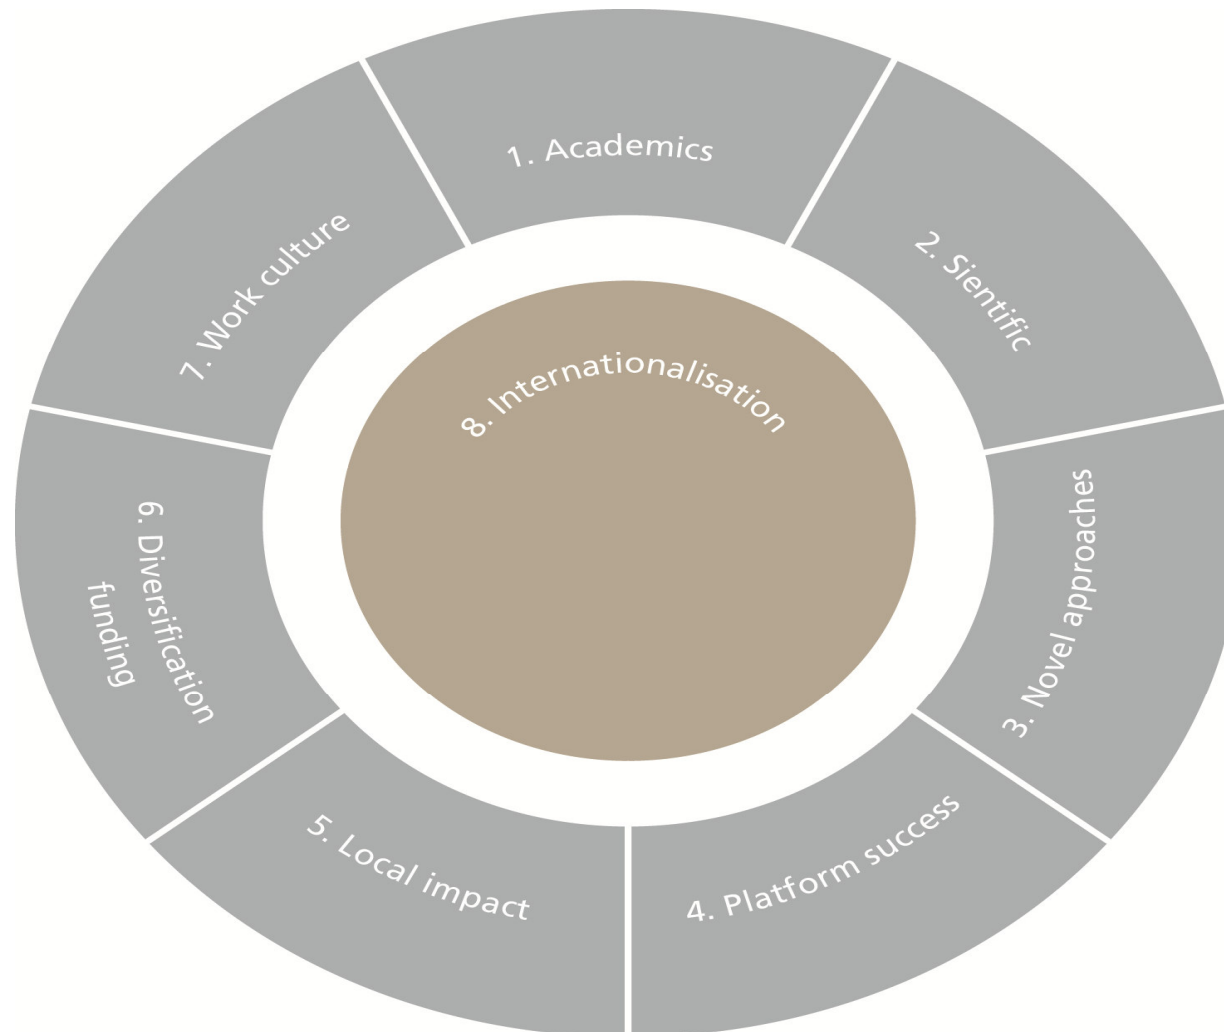 1. Academics
2. Sientific
3. Novel approaches
4. Platform success
5. Local impact
6. Diversification
funding
7. Work culture
8. Internationalisation